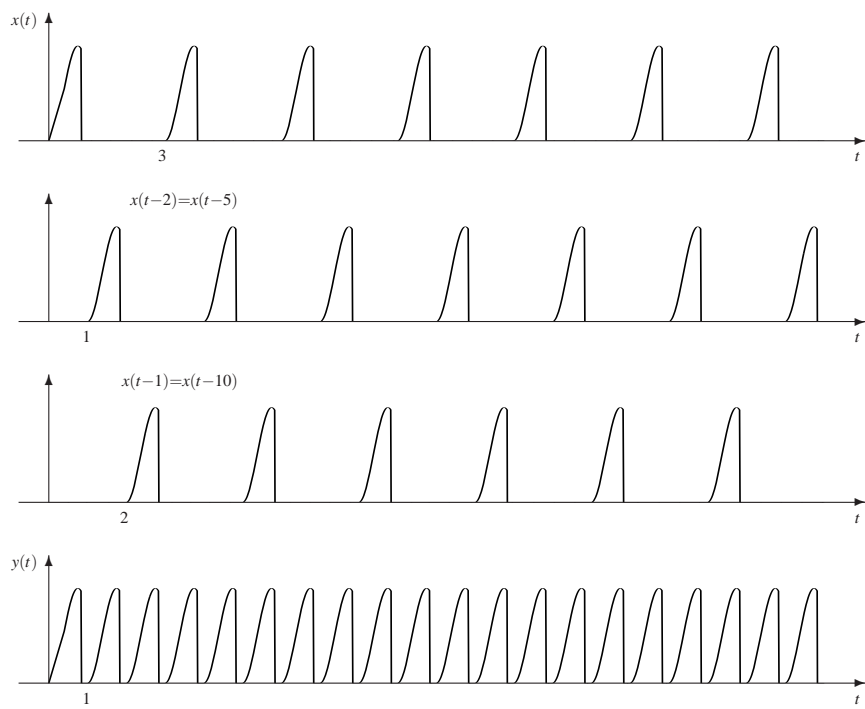 x(t)
3
t
x(t−2)=x(t−5)
1
t
x(t−1)=x(t−10)
2
t
y(t)
1
t